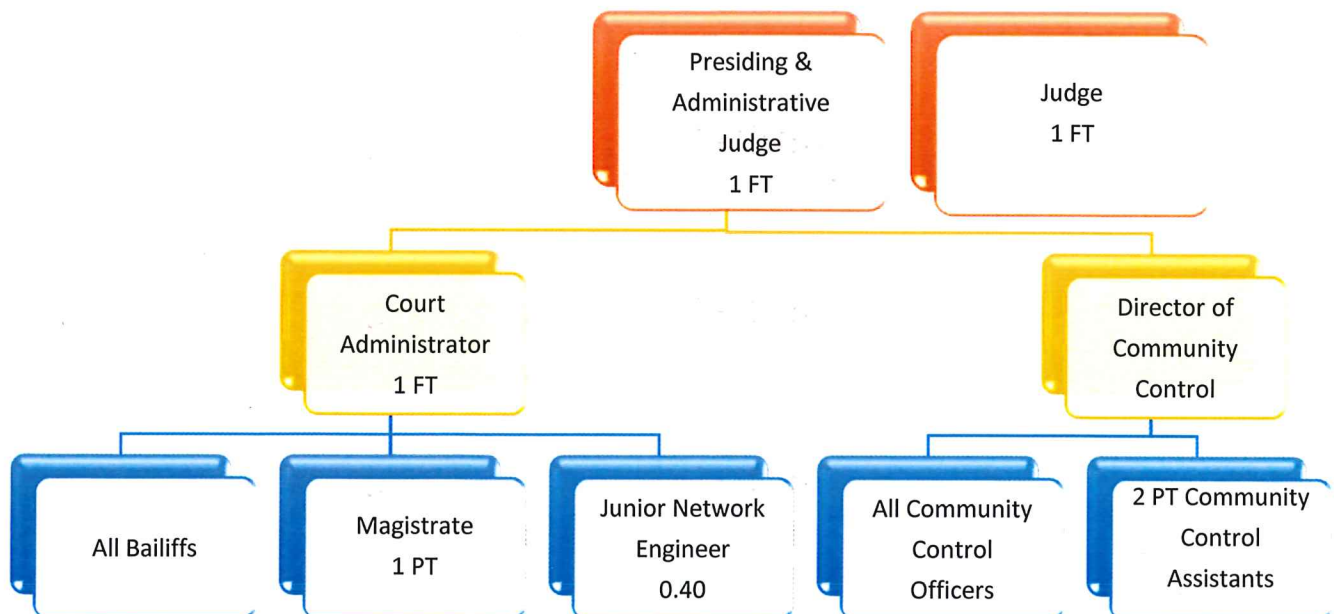 Presiding &
Administrative
Judge
1 FT
Judge
1 FT
Court
Administrator
1 FT
Director of
Community
Control
All Bailiffs
Magistrate
1 PT
Junior Network
Engineer
0.40
All Community
Control
Officers
2 PT Community
Control
Assistants